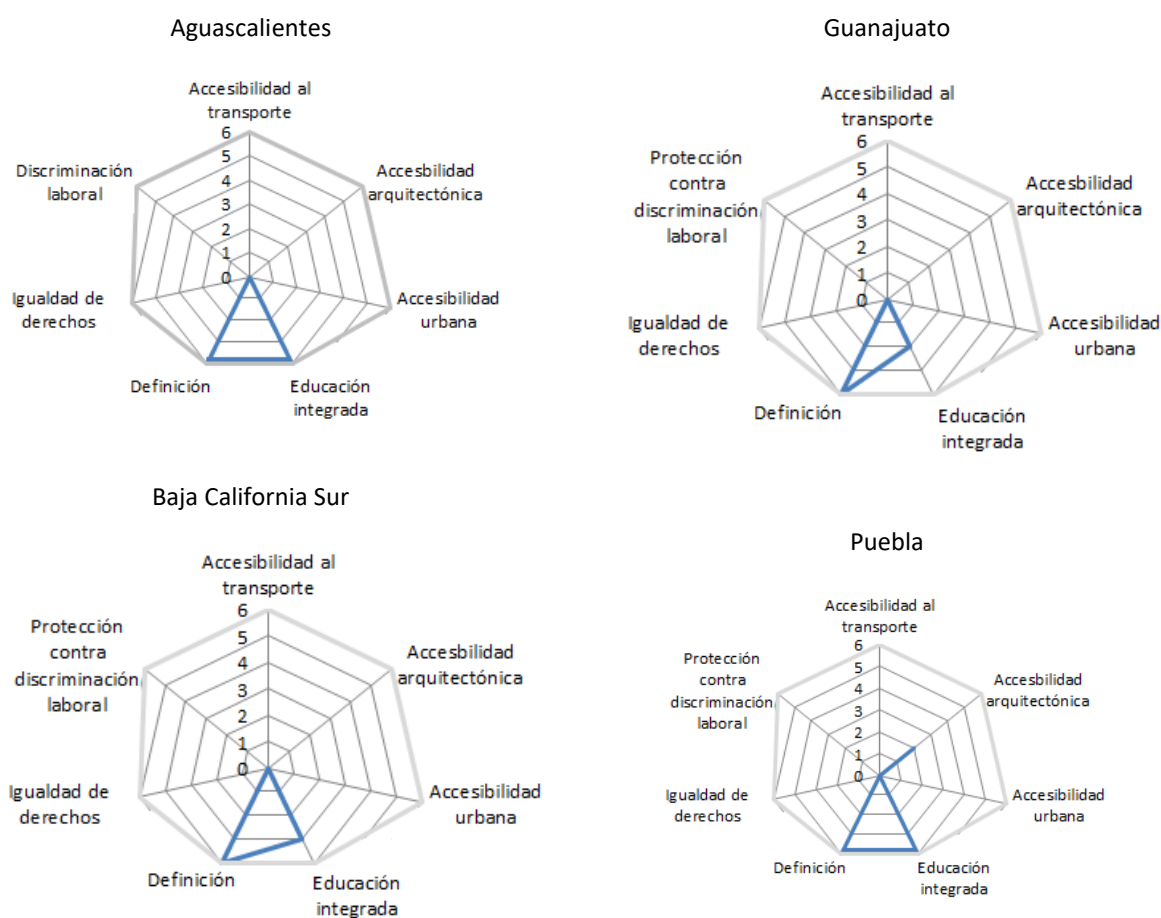 Aguascalientes
Accesibilidad al
transporte
6
5
4
3
2
1
0
Discriminación
laboral
Accesbilidad
arquitectónica
Igualdad de
derechos
Accesibilidad
urbana
Definición
Educación
integrada
Guanajuato
Accesibilidad al
transporte
6
5
4
3
2
1
0
Protección
contra
discriminación
laboral
Accesbilidad
arquitectónica
Igualdad de
derechos
Accesibilidad
urbana
Definición
Educación
integrada
Baja California Sur
Accesibilidad al
transporte
6
5
4
3
2
1
0
Protección
contra
discriminación
laboral
Accesbilidad
arquitectónica
Igualdad de
derechos
Accesibilidad
urbana
Definición
Educación
integrada
Puebla
Accesibilidad al
transporte
6
5
4
3
2
1
0
Protección
contra
discriminación
laboral
Accesbilidad
arquitectónica
Igualdad de
derechos
Accesibilidad
urbana
Definición
Educación
integrada